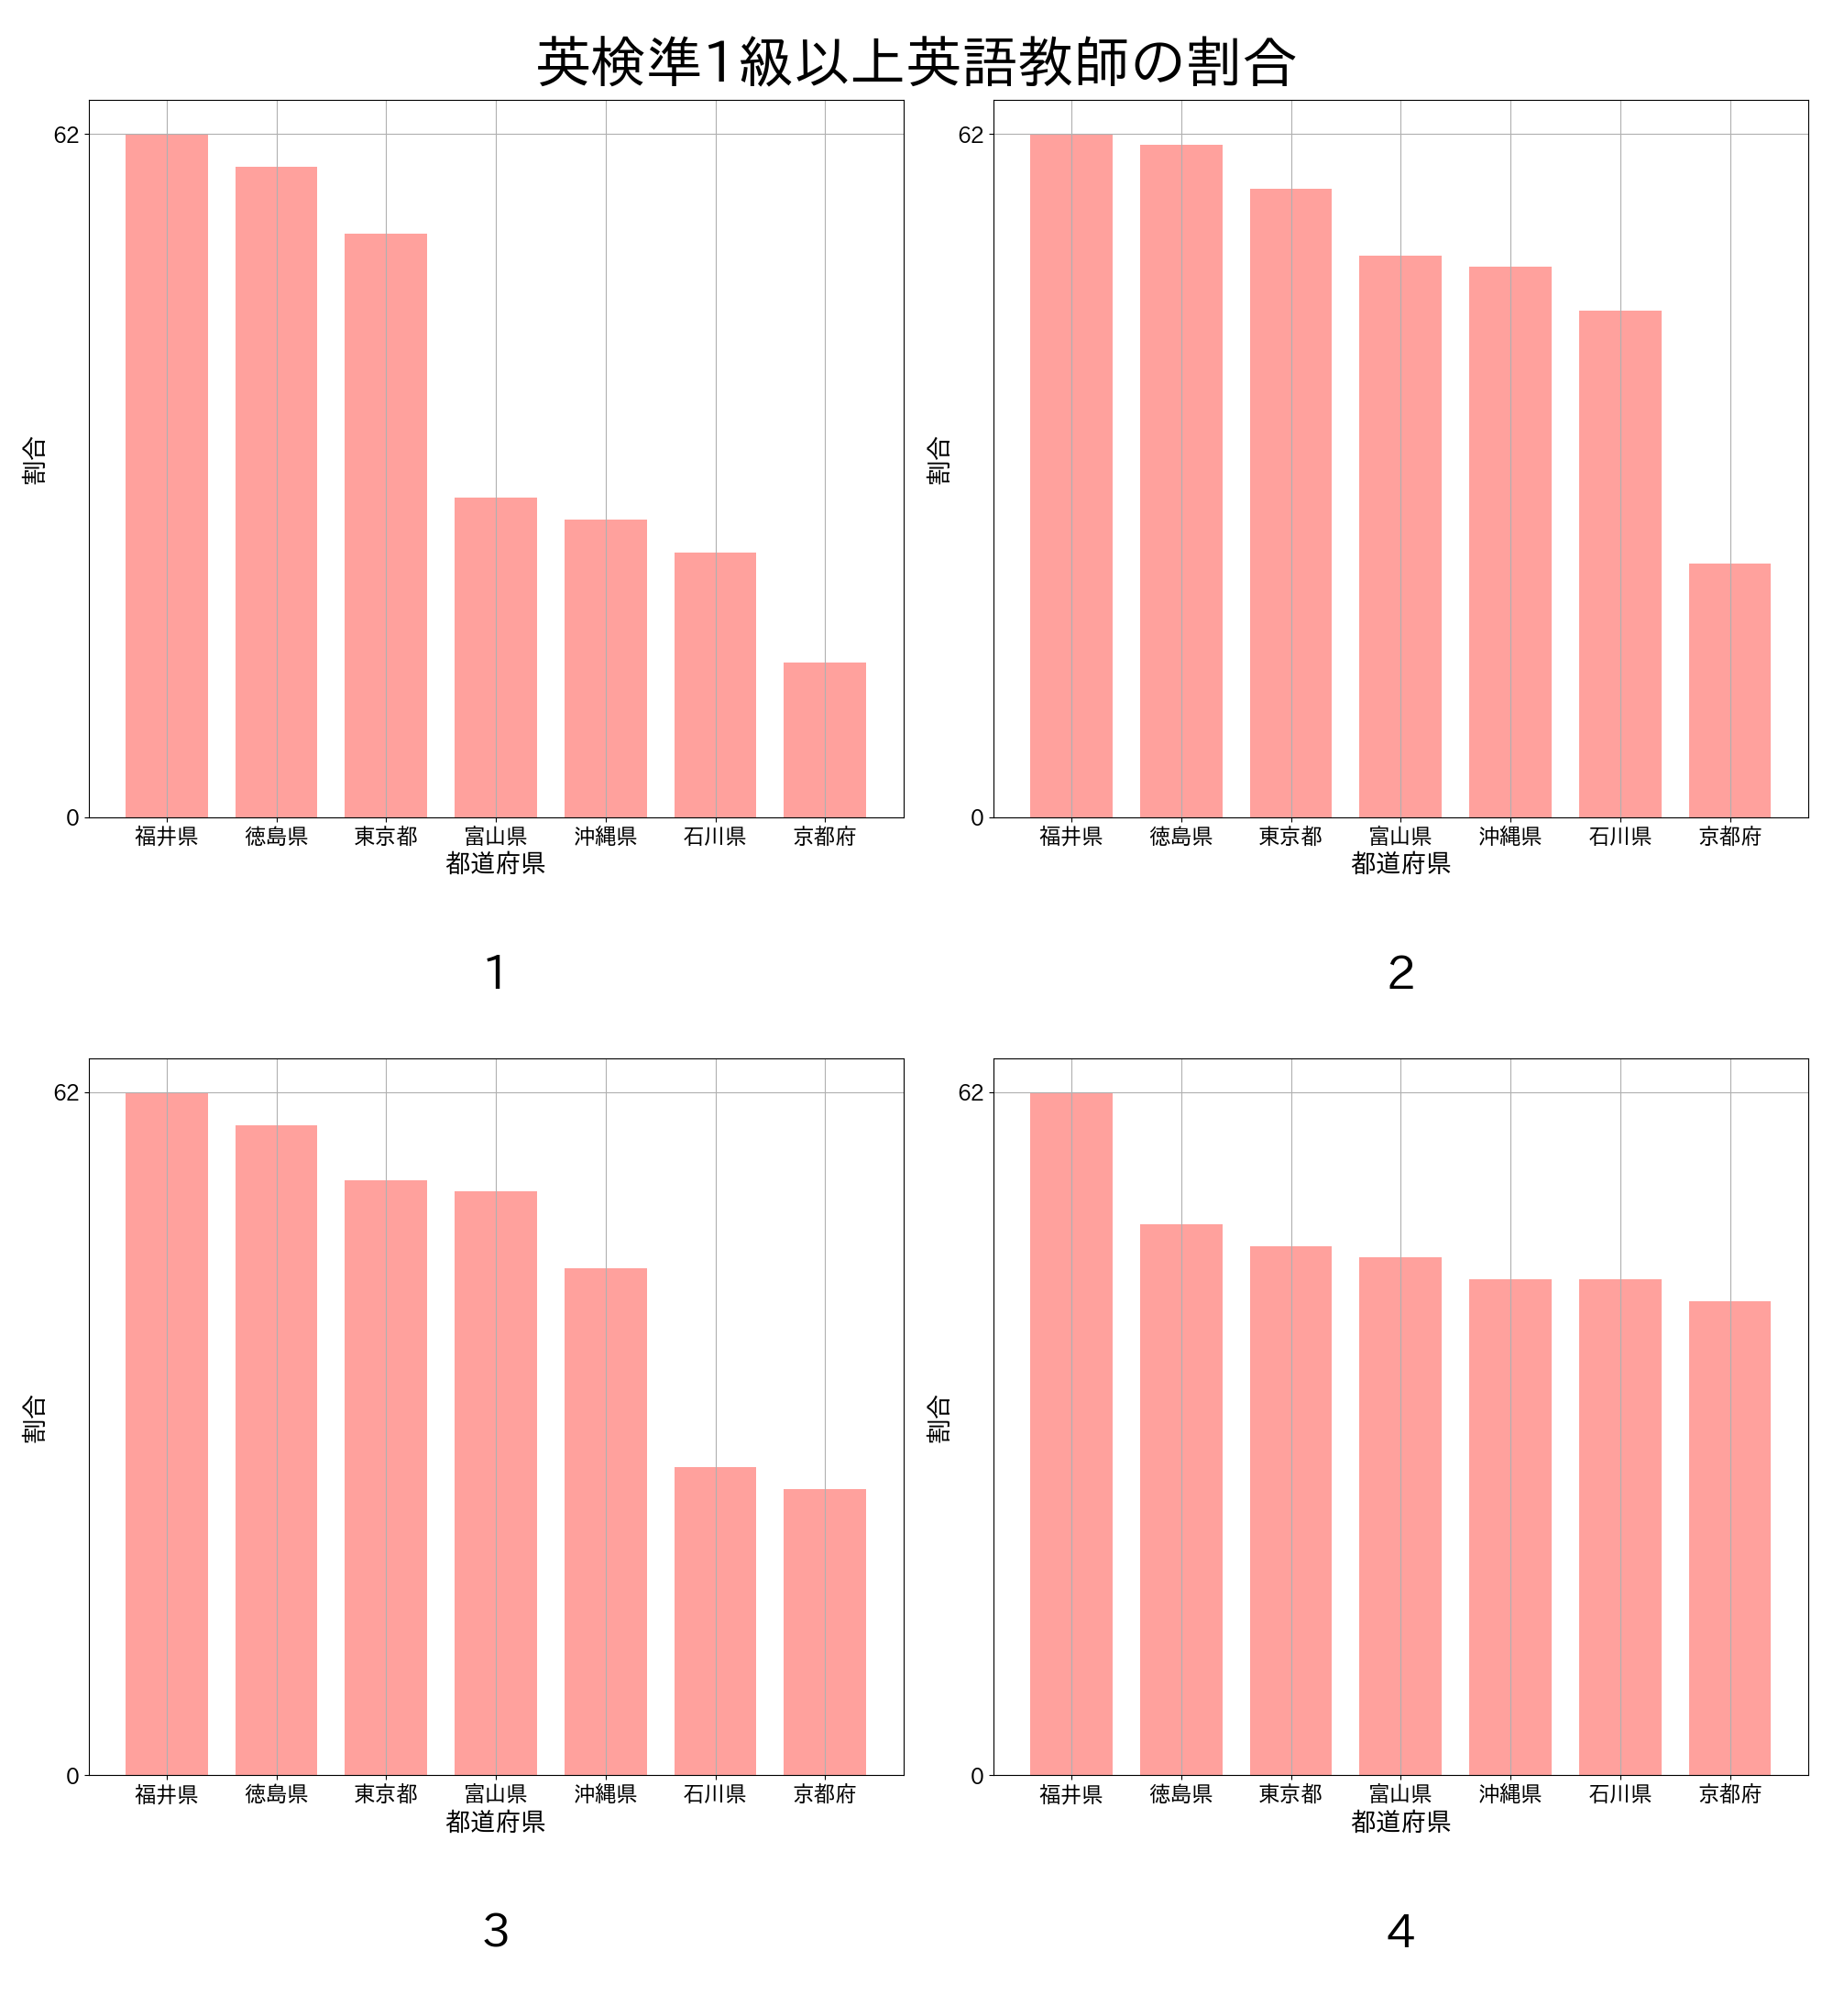 英検準1級以上英語教師の割合
62
0
割合
福井県 徳島県 東京都 富山県 沖縄県 石川県 京都府
都道府県
1
62
0
割合
福井県 徳島県 東京都 富山県 沖縄県 石川県 京都府
都道府県
2
62
0
割合
福井県 徳島県 東京都 富山県 沖縄県 石川県 京都府
都道府県
3
62
0
割合
福井県 徳島県 東京都 富山県 沖縄県 石川県 京都府
都道府県
4